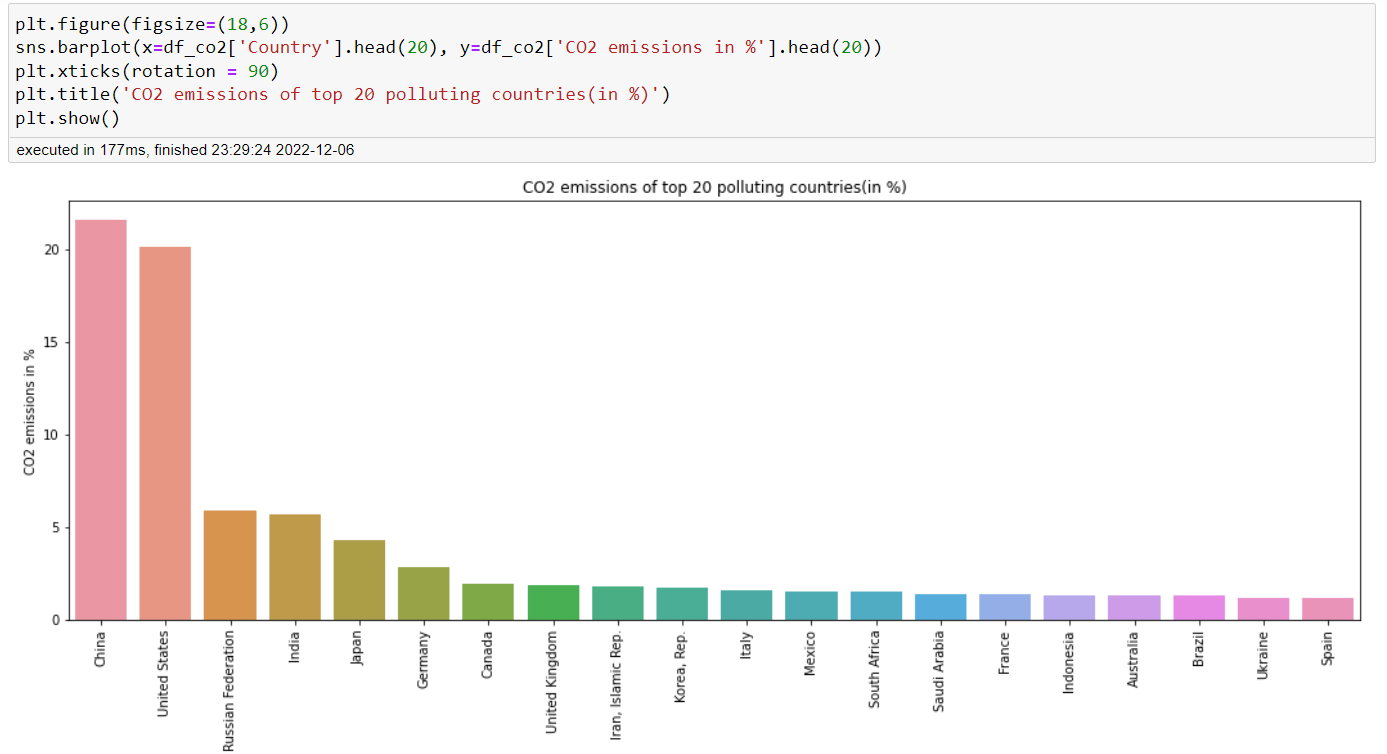 plt.figure(figsize=(18,6))
sns.barplot(x=df_co2['Country'].head(20), y=df_co2['CO2 emissions in %'].head(20))
plt.xticks(rotation = 90)
plt.title('CO2 emissions of top 20 polluting countries(in %)')
plt.show()
executed in 177ms, finished 23:29:24 2022-12-06
CO2 emissions of top 20 polluting countries(in %)
CO2 emissions in %
20
15
10
5
0
China
United States
Russian Federation
India
Japan
Germany
Canada
United Kingdom
Iran, Islamic Rep.
Korea, Rep.
Italy
Mexico
South Africa
Saudi Arabia
France
Indonesia
Australia
Brazil
Ukraine
Spain